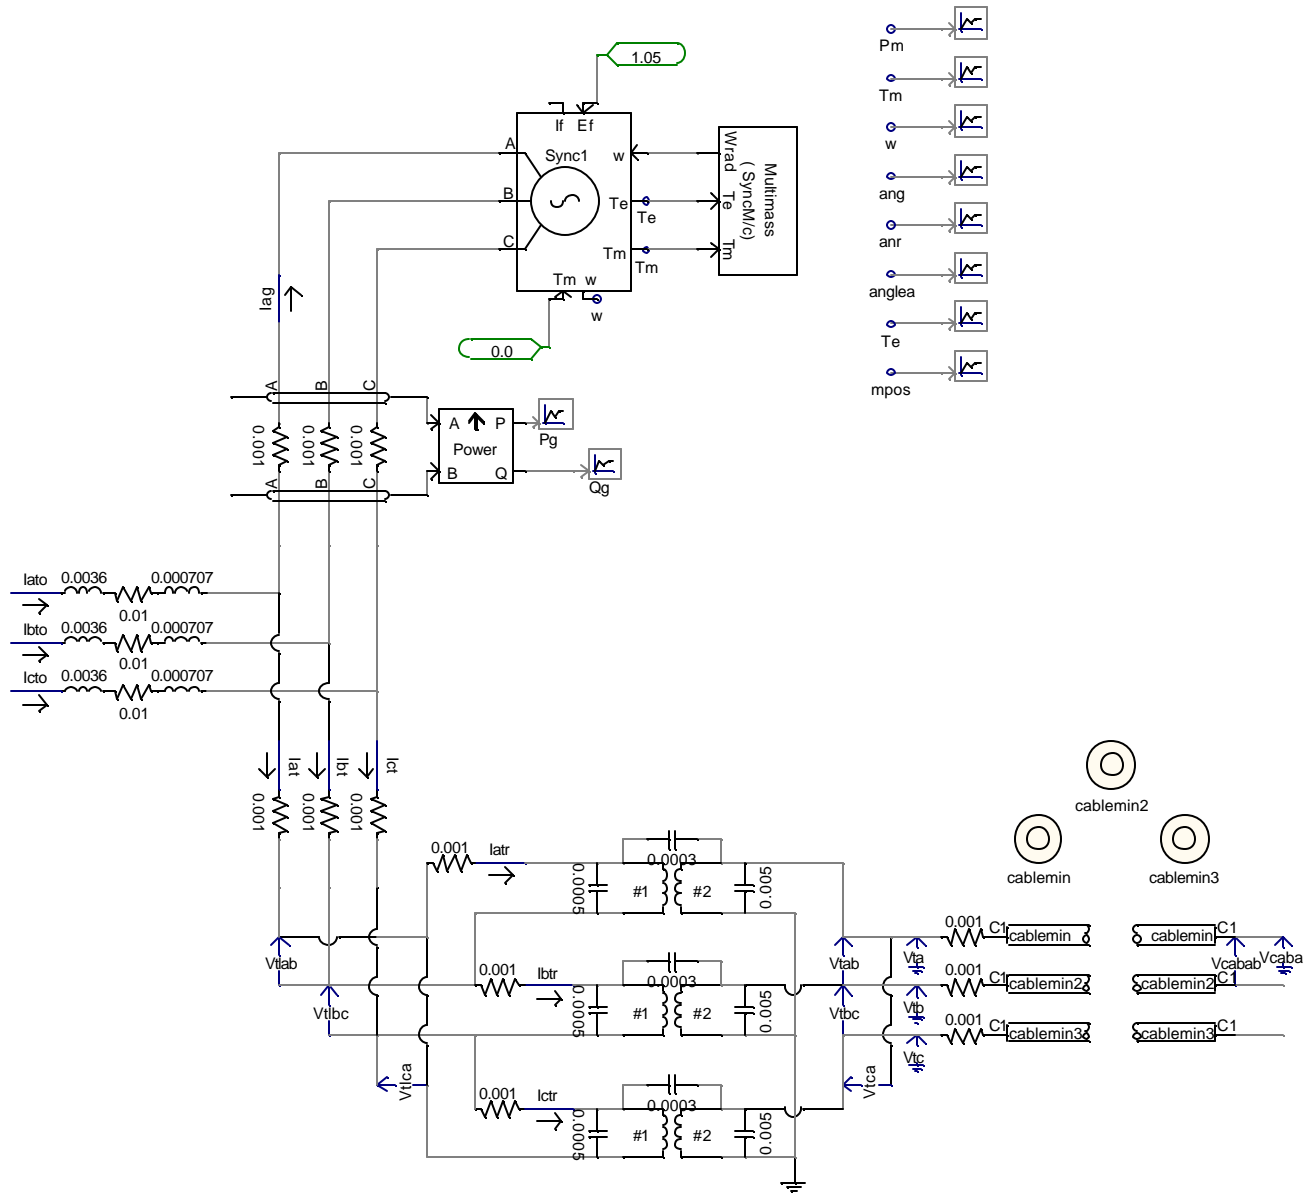 1.05
Pm
Tm
w
ang
anr
anglea
Te
mpos
If Ef
Sync1
A
B
C
w
Te
Tm
Tm w
Te
Tm
w
Wrad
Te
Tm
Multimass
( SyncM/c)
0.0
Iag
A
B
C
0.001
0.001
0.001
A
B
C
A P
Power
B Q
Pg
Qg
Iato
0.0036
0.01
0.000707
Ibto
0.0036
0.01
0.000707
Icto
0.0036
0.01
0.000707
Iat
Ibt
Ict
0.001
0.001
0.001
cablemin2
cablemin
cablemin3
0.001
Iatr
0.0003
0.0005
#1
#2
0.005
0.001
Ibtr
0.0005
#1
#2
0.005
0.001
Ictr
0.0003
0.0005
#1
#2
0.005
Vtlab
Vtlbc
Vtlca
Vtab
Vtbc
Vtca
Vta
Vtb
Vtc
0.001
C1
cablemin
cablemin
C1
0.001
C1
cablemin2
cablemin2
C1
0.001
C1
cablemin3
cablemin3
C1
Vcabab
Vcaba